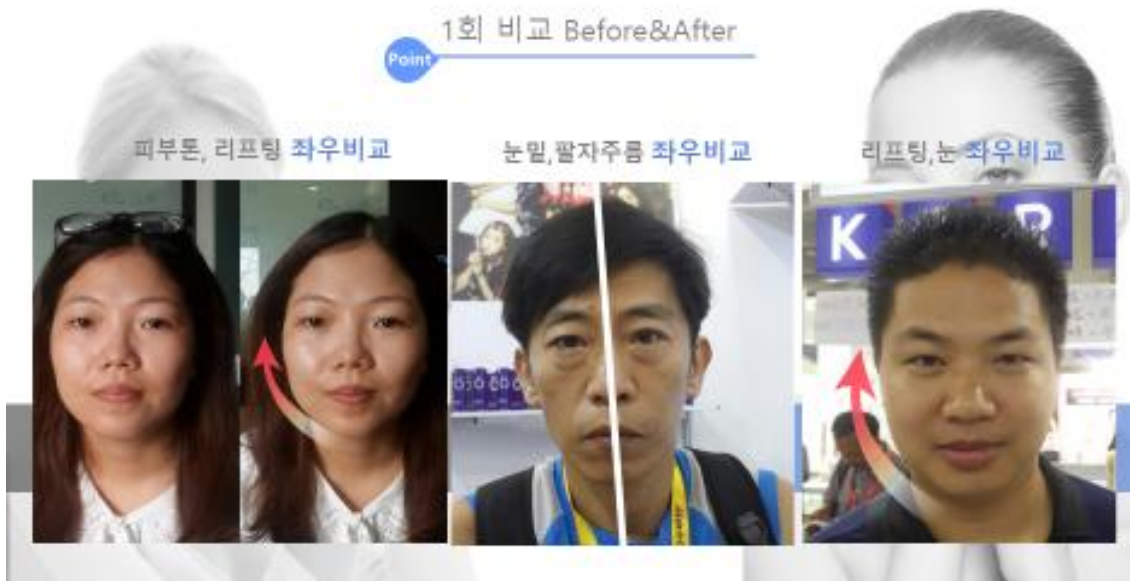 1회 비교 Before&After
Point
피부톤, 리프팅 좌우비교
눈밑,팔자주름 좌우비교
리프팅,눈 좌우비교
K
R